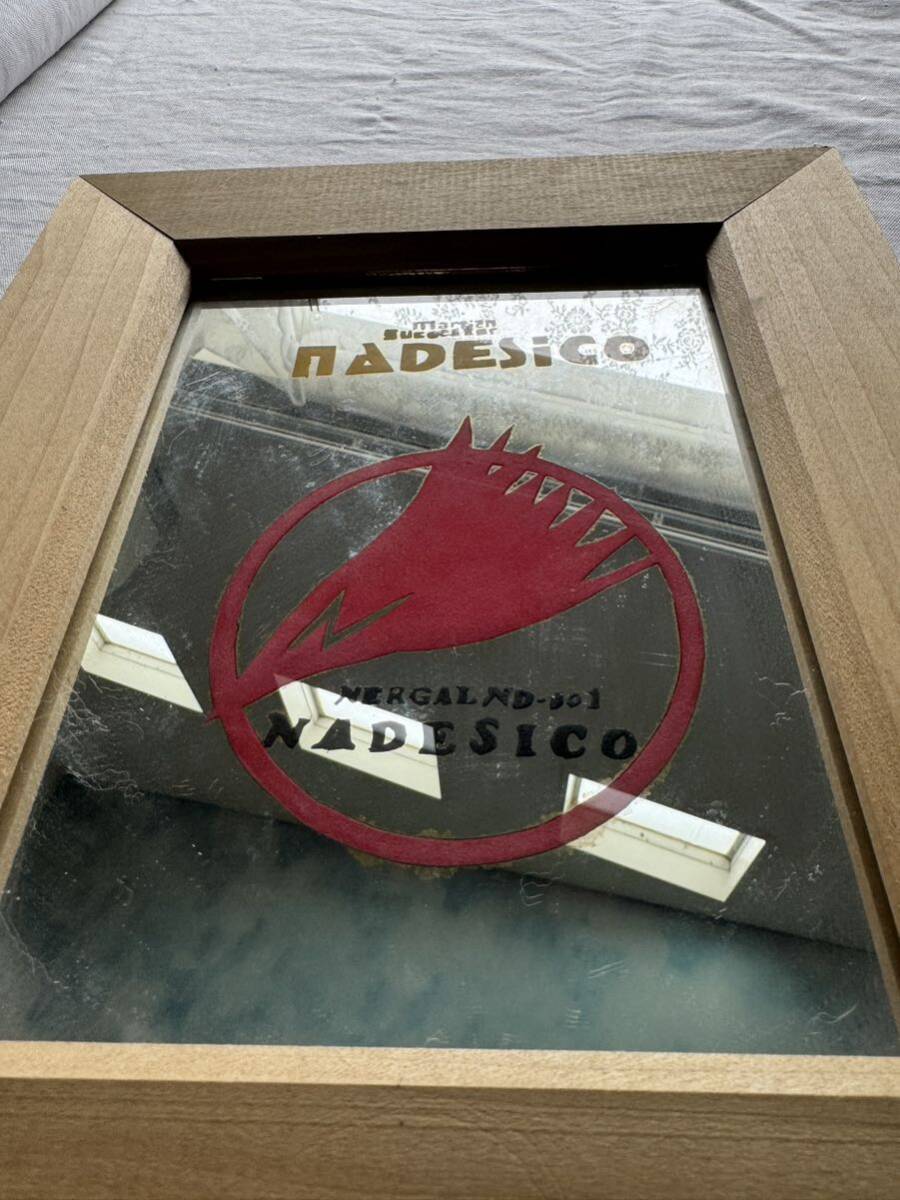 Martian
Successor
NADESiCO
NERGAL ND-001
NADESICO